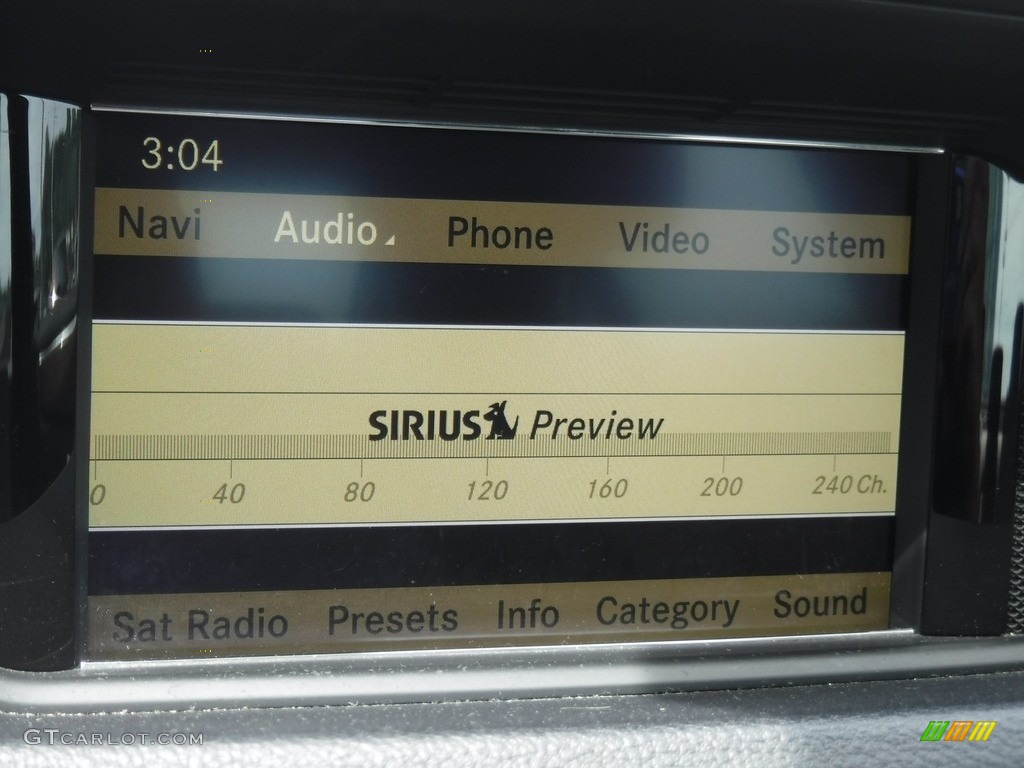 3:04
Navi Audio Phone Video System
SIRIUS Preview
0 40 80 120 160 200 240 Ch.
Sat Radio Presets Info Category Sound
GTCARLOT.COM